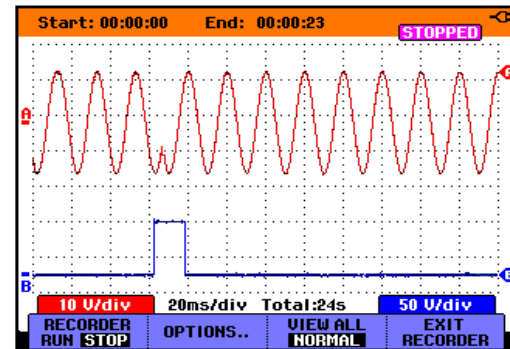 Start: 00:00:00 End: 00:00:23
STOPPED
A
B
10 V/div 20ms/div Total:24s 50 V/div
RECORDER OPTIONS.. VIEW ALL EXIT
RUN STOP NORMAL RECORDER